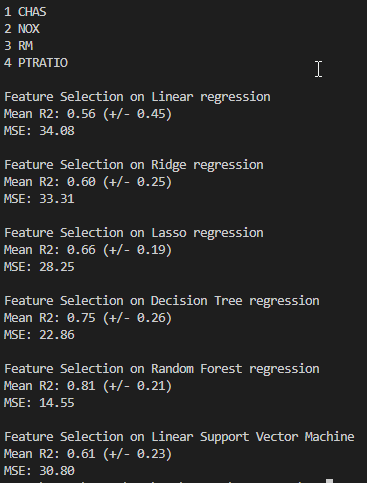 1 CHAS
2 NOX
3 RM
4 PTRATIO
Feature Selection on Linear regression
Mean R2: 0.56 (+/- 0.45)
MSE: 34.08
Feature Selection on Ridge regression
Mean R2: 0.60 (+/- 0.25)
MSE: 33.31
Feature Selection on Lasso regression
Mean R2: 0.66 (+/- 0.19)
MSE: 28.25
Feature Selection on Decision Tree regression
Mean R2: 0.75 (+/- 0.26)
MSE: 22.86
Feature Selection on Random Forest regression
Mean R2: 0.81 (+/- 0.21)
MSE: 14.55
Feature Selection on Linear Support Vector Machine
Mean R2: 0.61 (+/- 0.23)
MSE: 30.80